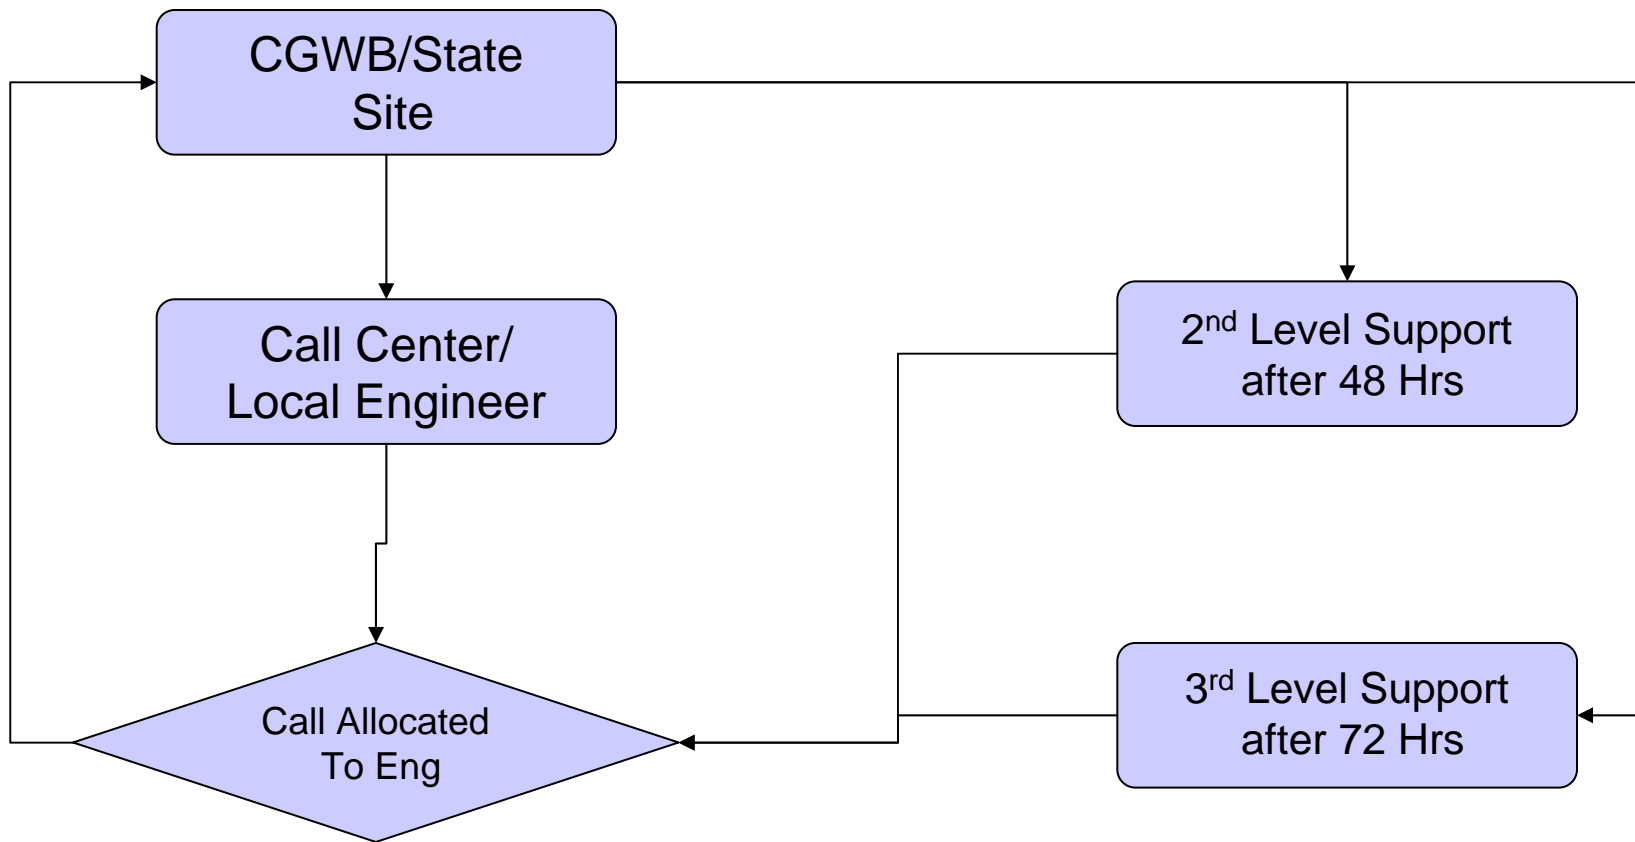 CGWB/State
Site
Call Center/
Local Engineer
2nd Level Support
after 48 Hrs
Call Allocated
To Eng
3rd Level Support
after 72 Hrs